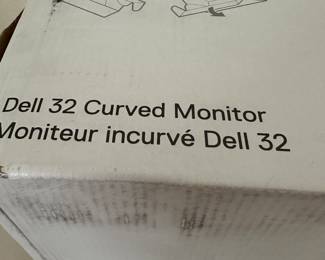 Dell 32 Curved Monitor
Moniteur incurvé Dell 32